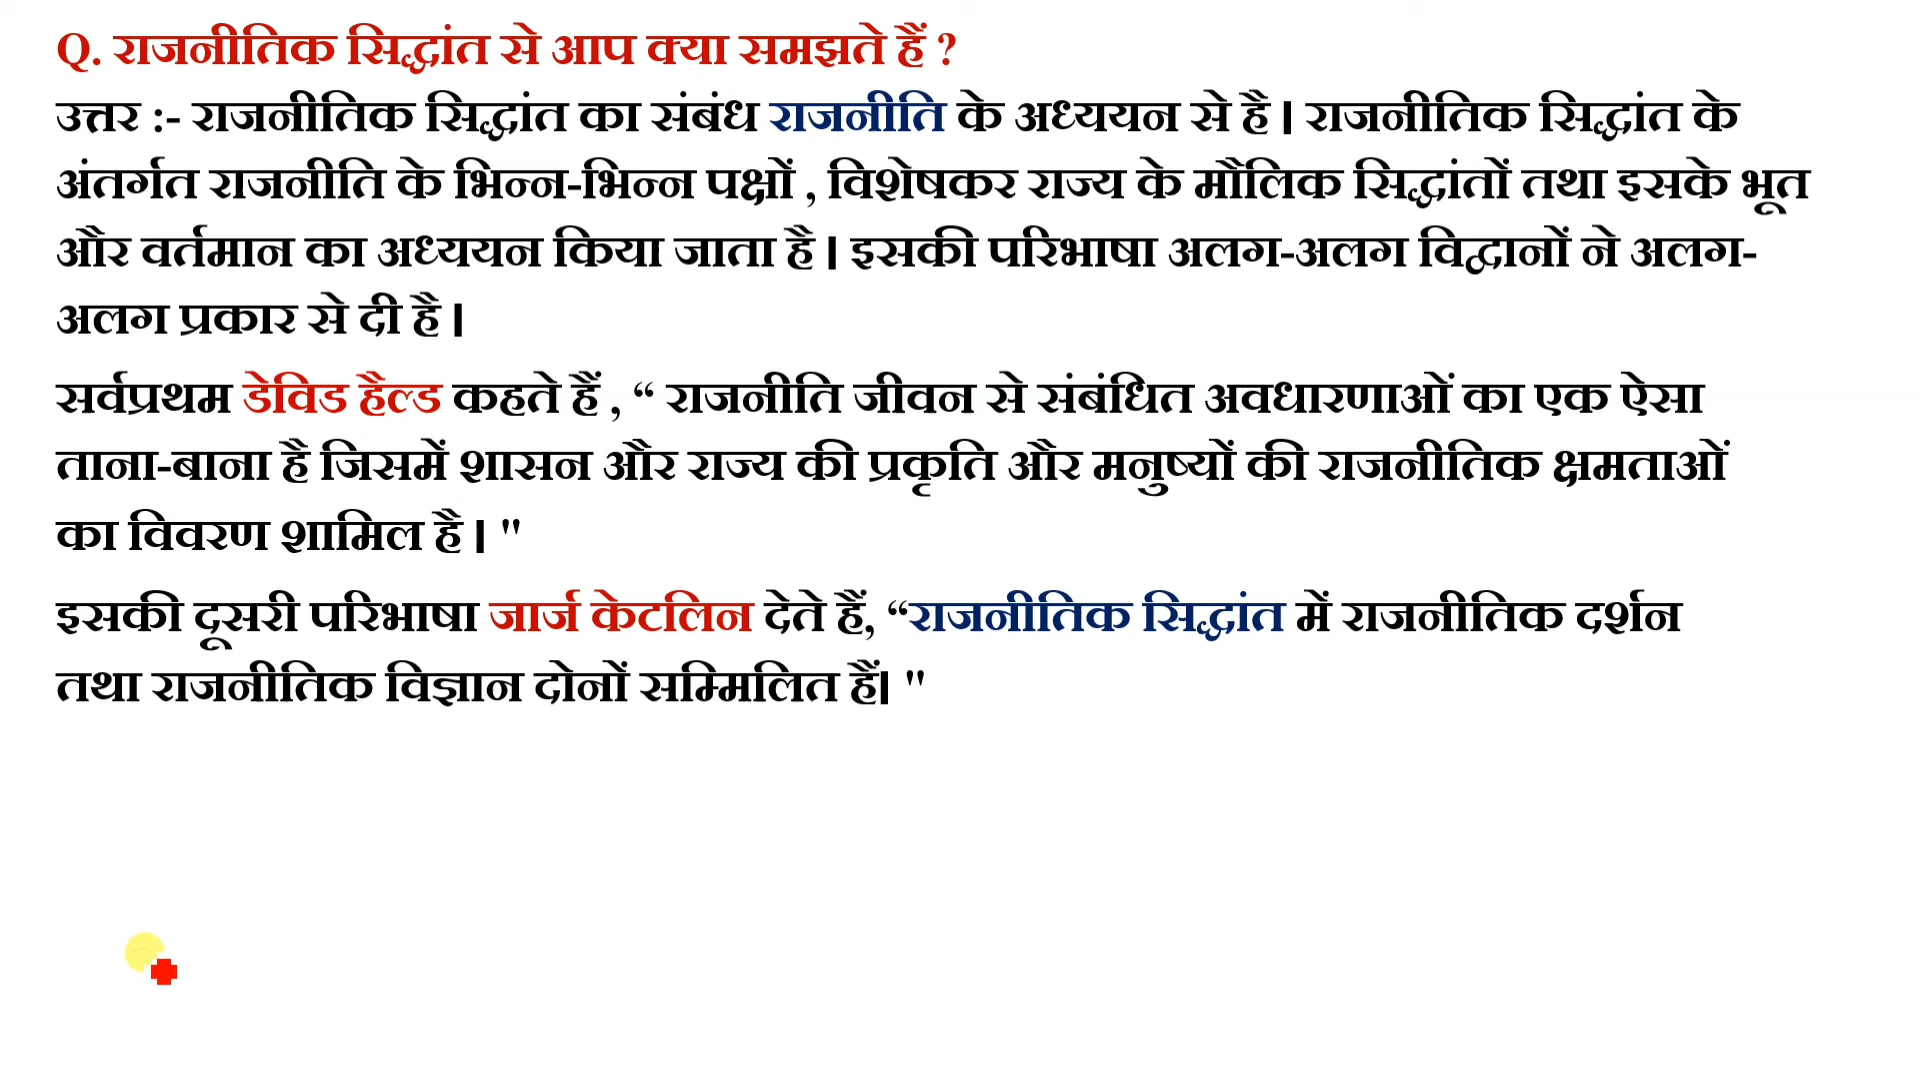 Q. राजनीतिक सिद्धांत से आप क्या समझते हैं ?
उत्तर :- राजनीतिक सिद्धांत का संबंध राजनीति के अध्ययन से है । राजनीतिक सिद्धांत के
अंतर्गत राजनीति के भिन्न-भिन्न पक्षों , विशेषकर राज्य के मौलिक सिद्धांतों तथा इसके भूत
और वर्तमान का अध्ययन किया जाता है । इसकी परिभाषा अलग-अलग विद्वानों ने अलग-
अलग प्रकार से दी है ।
सर्वप्रथम डेविड हैल्ड कहते हैं , “ राजनीति जीवन से संबंधित अवधारणाओं का एक ऐसा
ताना-बाना है जिसमें शासन और राज्य की प्रकृति और मनुष्यों की राजनीतिक क्षमताओं
का विवरण शामिल है । "
इसकी दूसरी परिभाषा जार्ज केटलिन देते हैं, “राजनीतिक सिद्धांत में राजनीतिक दर्शन
तथा राजनीतिक विज्ञान दोनों सम्मिलित हैं। "